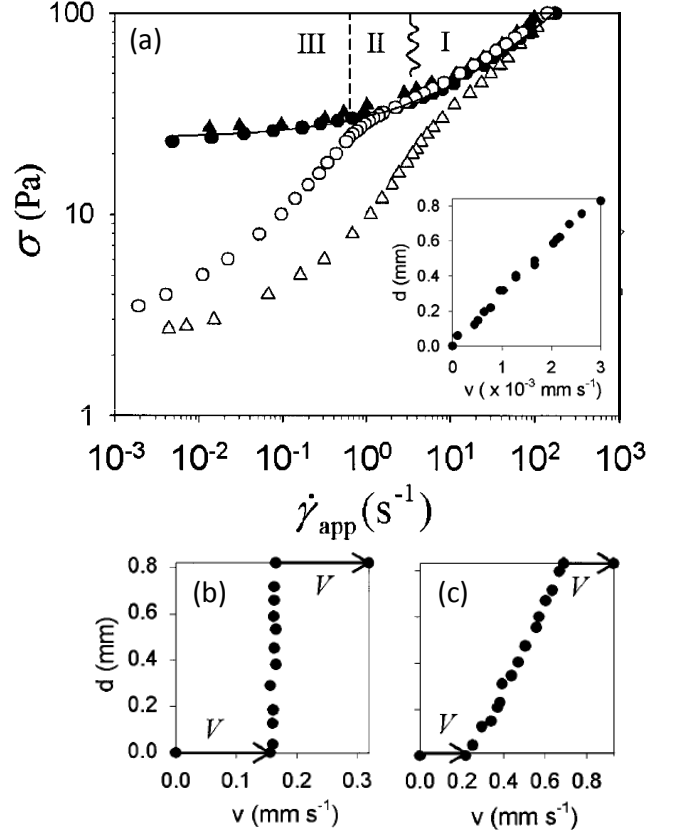 (a)
III II I
100
10
1
σ (Pa)
10⁻³ 10⁻² 10⁻¹ 10⁰ 10¹ 10² 10³
γ̇app (s⁻¹)
0.8
0.6
0.4
0.2
0.0
d (mm)
0 1 2 3
v ( x 10⁻³ mm s⁻¹)
(b)
0.8
0.6
0.4
0.2
0.0
d (mm)
V
V
0.0 0.1 0.2 0.3
v (mm s⁻¹)
(c)
V
V
0.0 0.2 0.4 0.6 0.8
v (mm s⁻¹)